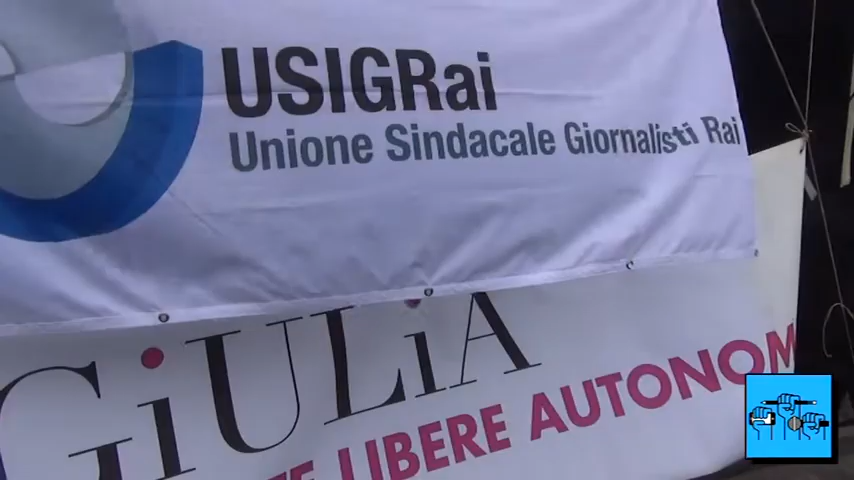 USIGRai
Unione Sindacale Giornalisti Rai
GiULiA
LIBERE AUTONOM